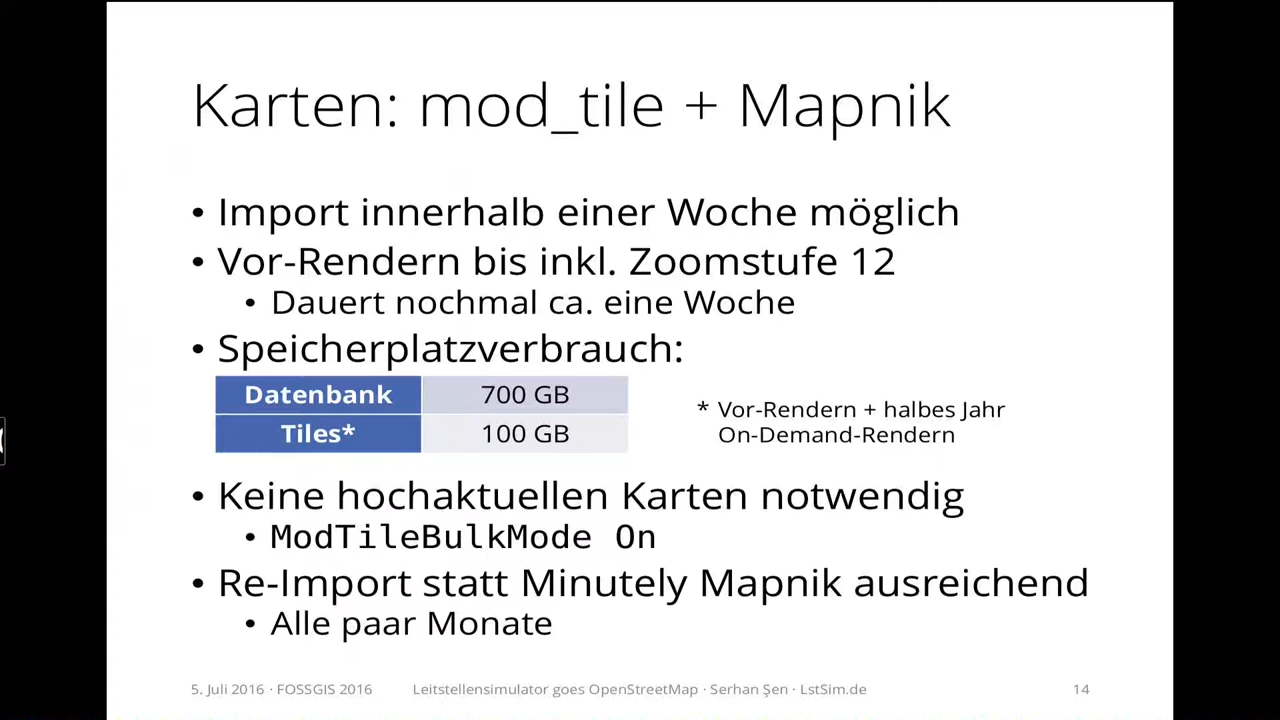 Karten: mod_tile + Mapnik
• Import innerhalb einer Woche möglich
• Vor-Rendern bis inkl. Zoomstufe 12
• Dauert nochmal ca. eine Woche
• Speicherplatzverbrauch:
Datenbank 700 GB
Tiles* 100 GB
* Vor-Rendern + halbes Jahr
On-Demand-Rendern
• Keine hochaktuellen Karten notwendig
• ModTileBulkMode On
• Re-Import statt Minutely Mapnik ausreichend
• Alle paar Monate
5. Juli 2016 · FOSSGIS 2016 Leitstellensimulator goes OpenStreetMap · Serhan Şen · LstSim.de 14